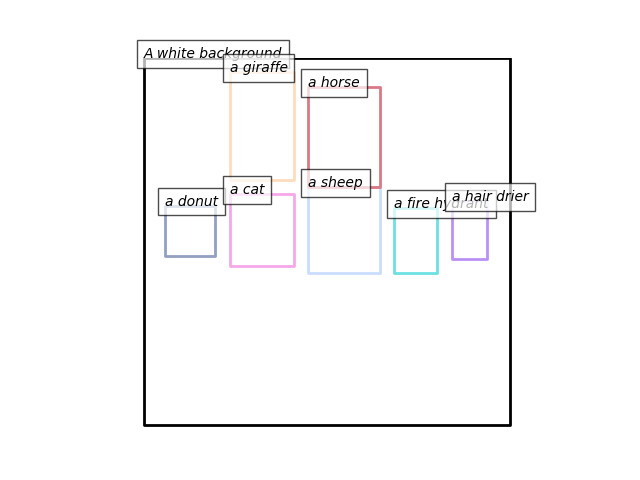 A white background
a giraffe
a horse
a sheep
a cat
a donut
a fire hydrant
a hair drier